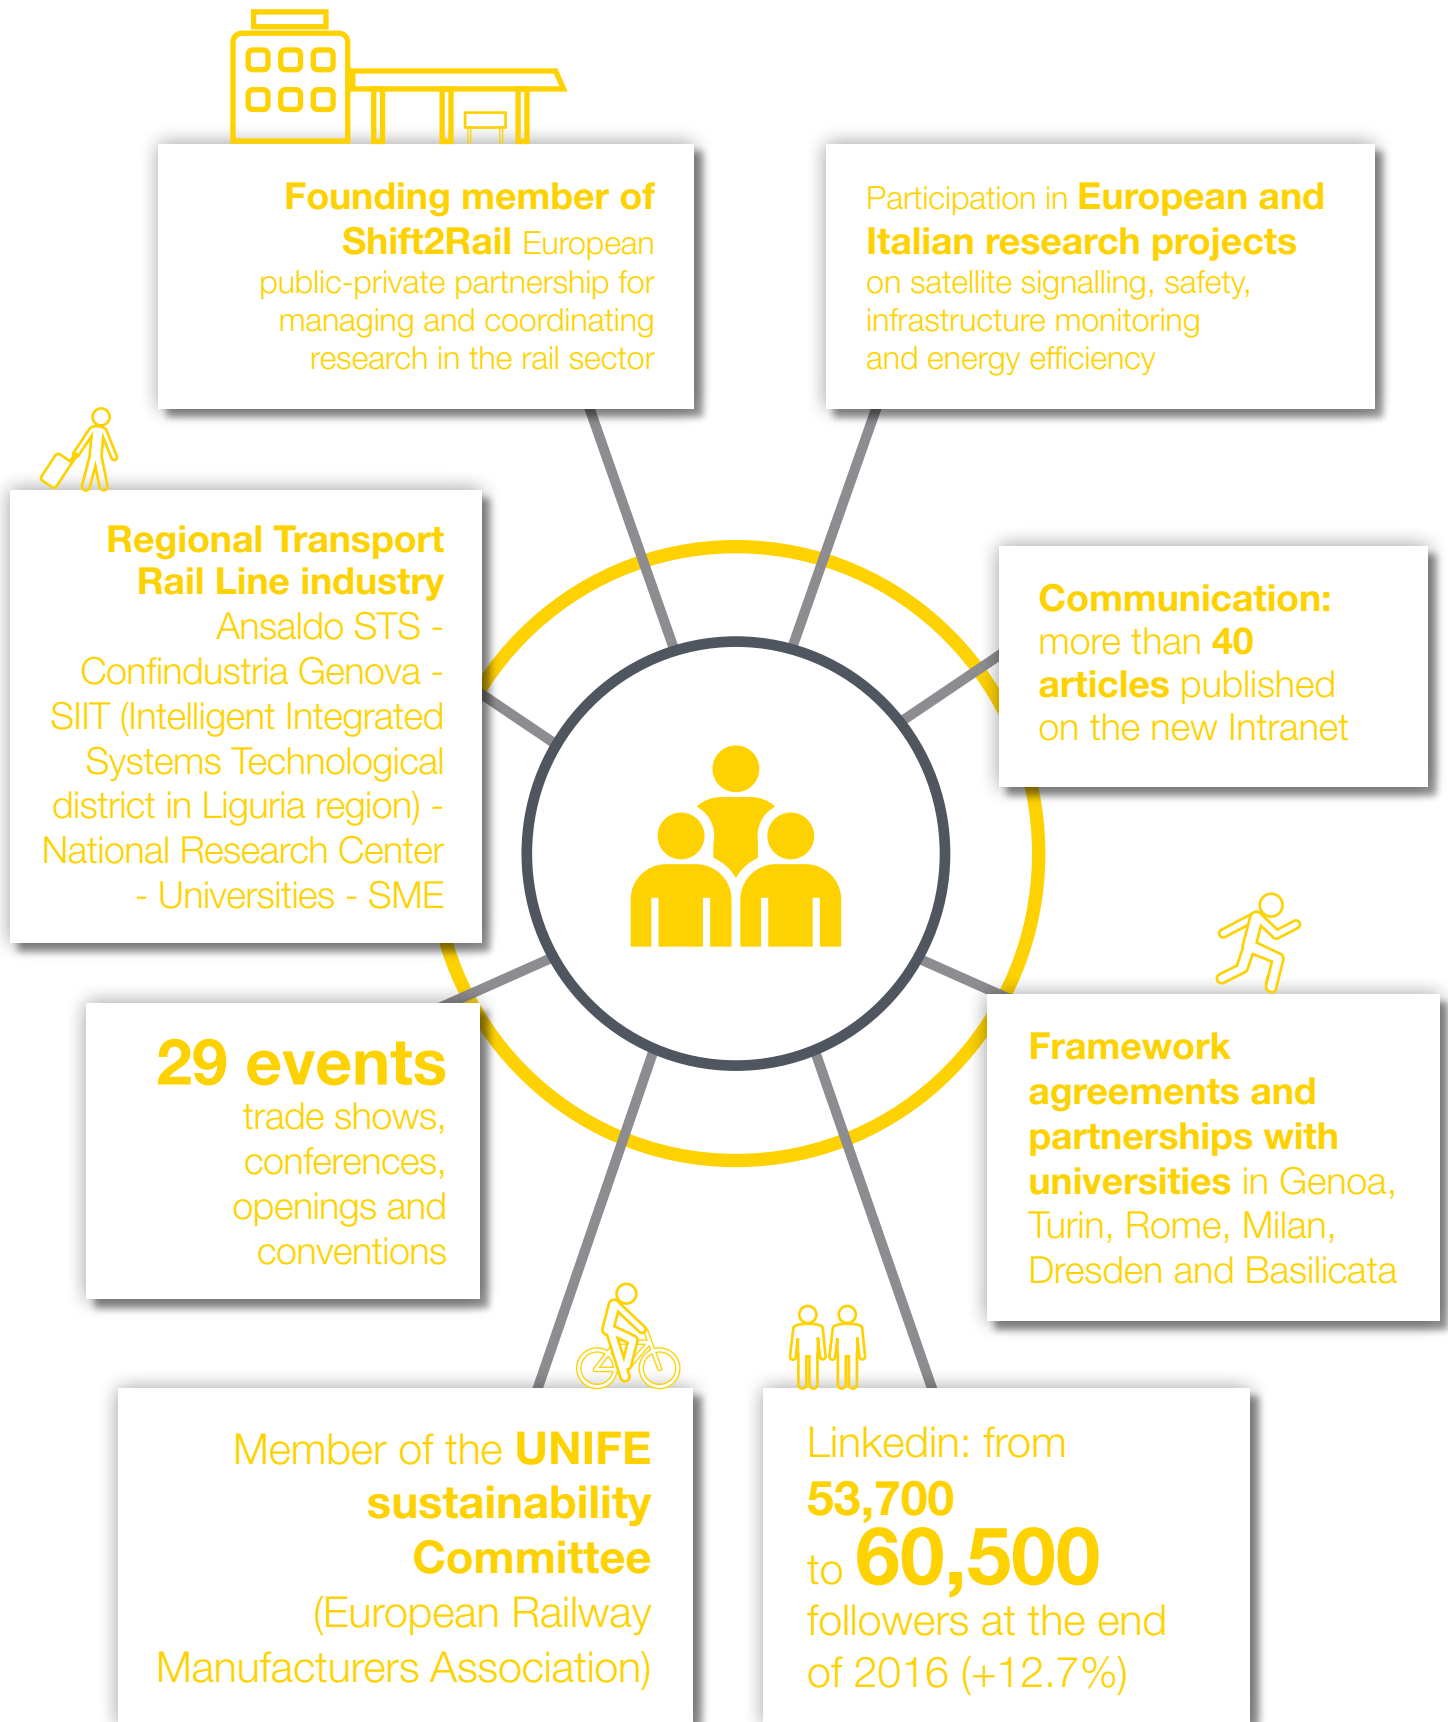 Founding member of
Shift2Rail European
public-private partnership for
managing and coordinating
research in the rail sector
Participation in European and
Italian research projects
on satellite signalling, safety,
infrastructure monitoring
and energy efficiency
Regional Transport
Rail Line industry
Ansaldo STS -
Confindustria Genova -
SIIT (Intelligent Integrated
Systems Technological
district in Liguria region) -
National Research Center
- Universities - SME
Communication:
more than 40
articles published
on the new Intranet
29 events
trade shows,
conferences,
openings and
conventions
Framework
agreements and
partnerships with
universities in Genoa,
Turin, Rome, Milan,
Dresden and Basilicata
Member of the UNIFE
sustainability
Committee
(European Railway
Manufacturers Association)
Linkedin: from
53,700
to 60,500
followers at the end
of 2016 (+12.7%)